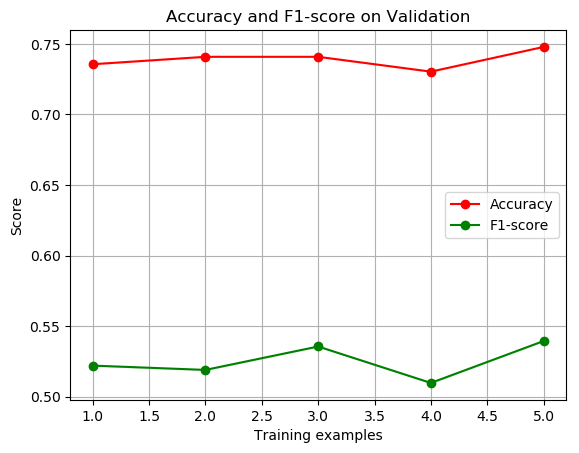 Accuracy and F1-score on Validation
Score
0.75
0.70
0.65
0.60
0.55
0.50
Accuracy
F1-score
1.0 1.5 2.0 2.5 3.0 3.5 4.0 4.5 5.0
Training examples